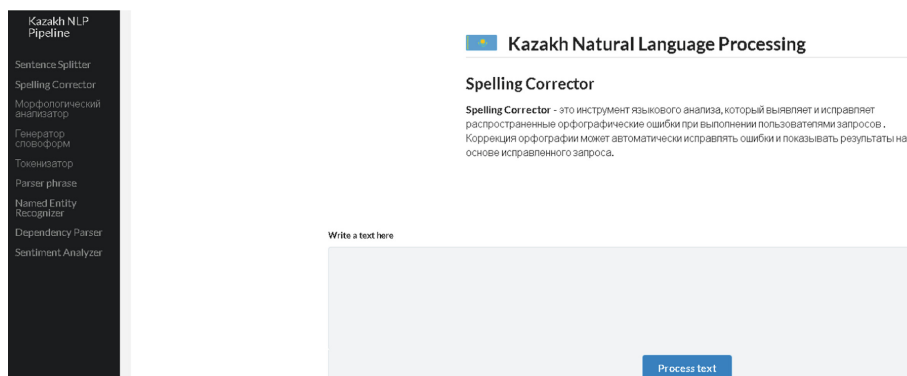 Kazakh NLP
Pipeline
Sentence Splitter
Spelling Corrector
Морфологический
анализатор
Генератор
словоформ
Токенизатор
Parser phrase
Named Entity
Recognizer
Dependency Parser
Sentiment Analyzer
Kazakh Natural Language Processing
Spelling Corrector
Spelling Corrector - это инструмент языкового анализа, который выявляет и исправляет
распространенные орфографические ошибки при выполнении пользователями запросов .
Коррекция орфографии может автоматически исправлять ошибки и показывать результаты на
основе исправленного запроса.
Write a text here
Process text